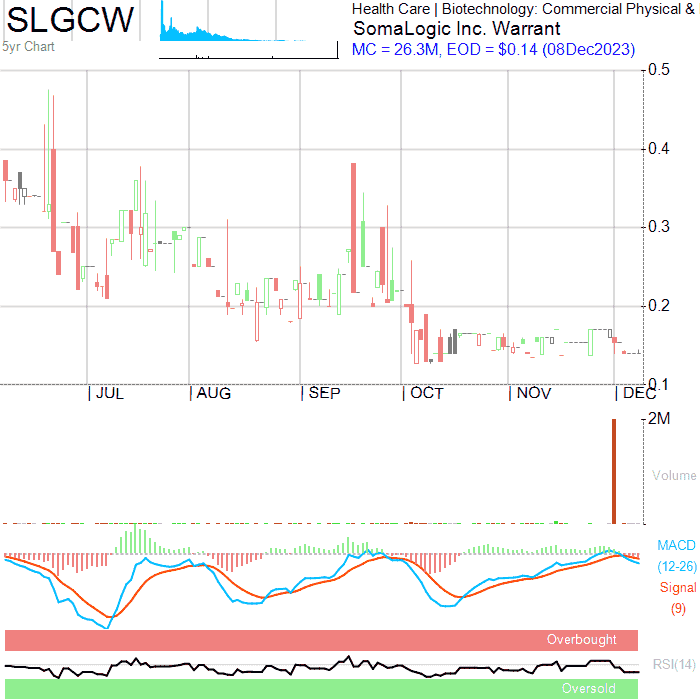 SLGCW
5yr Chart
Health Care | Biotechnology: Commercial Physical &
SomaLogic Inc. Warrant
MC = 26.3M, EOD = $0.14 (08Dec2023)
0.5
0.4
0.3
0.2
0.1
JUL AUG SEP OCT NOV DEC
2M
Volume
MACD
(12-26)
Signal
(9)
Overbought
RSI(14)
Oversold